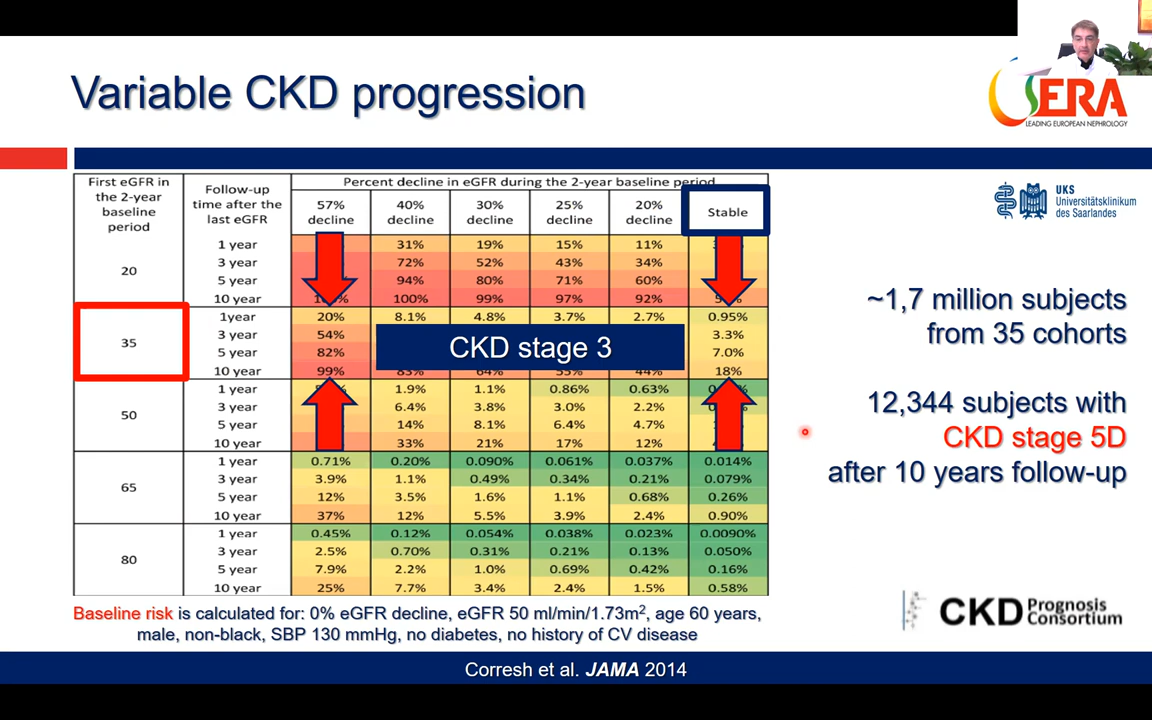 Variable CKD progression
ERA
LEADING EUROPEAN NEPHROLOGY
UKS
Universitätsklinikum
des Saarlandes
First eGFR in the 2-year baseline period
Follow-up time after the last eGFR
Percent decline in eGFR during the 2-year baseline period
57% decline 40% decline 30% decline 25% decline 20% decline Stable
20
1 year 31% 19% 15% 11%
3 year 72% 52% 43% 34%
5 year 94% 80% 71% 60%
10 year 100% 99% 97% 92%
35
1year 20% 8.1% 4.8% 3.7% 2.7% 0.95%
3 year 54% 3.3%
5 year 82% 7.0%
10 year 99% 83% 64% 55% 44% 18%
CKD stage 3
50
1 year 1.9% 1.1% 0.86% 0.63%
3 year 6.4% 3.8% 3.0% 2.2%
5 year 14% 8.1% 6.4% 4.7%
10 year 33% 21% 17% 12%
65
1 year 0.71% 0.20% 0.090% 0.061% 0.037% 0.014%
3 year 3.9% 1.1% 0.49% 0.34% 0.21% 0.079%
5 year 12% 3.5% 1.6% 1.1% 0.68% 0.26%
10 year 37% 12% 5.5% 3.9% 2.4% 0.90%
80
1 year 0.45% 0.12% 0.054% 0.038% 0.023% 0.0090%
3 year 2.5% 0.70% 0.31% 0.21% 0.13% 0.050%
5 year 7.9% 2.2% 1.0% 0.69% 0.42% 0.16%
10 year 25% 7.7% 3.4% 2.4% 1.5% 0.58%
~1,7 million subjects
from 35 cohorts
12,344 subjects with
CKD stage 5D
after 10 years follow-up
Baseline risk is calculated for: 0% eGFR decline, eGFR 50 ml/min/1.73m², age 60 years,
male, non-black, SBP 130 mmHg, no diabetes, no history of CV disease
CKD Prognosis
Consortium
Corresh et al. JAMA 2014